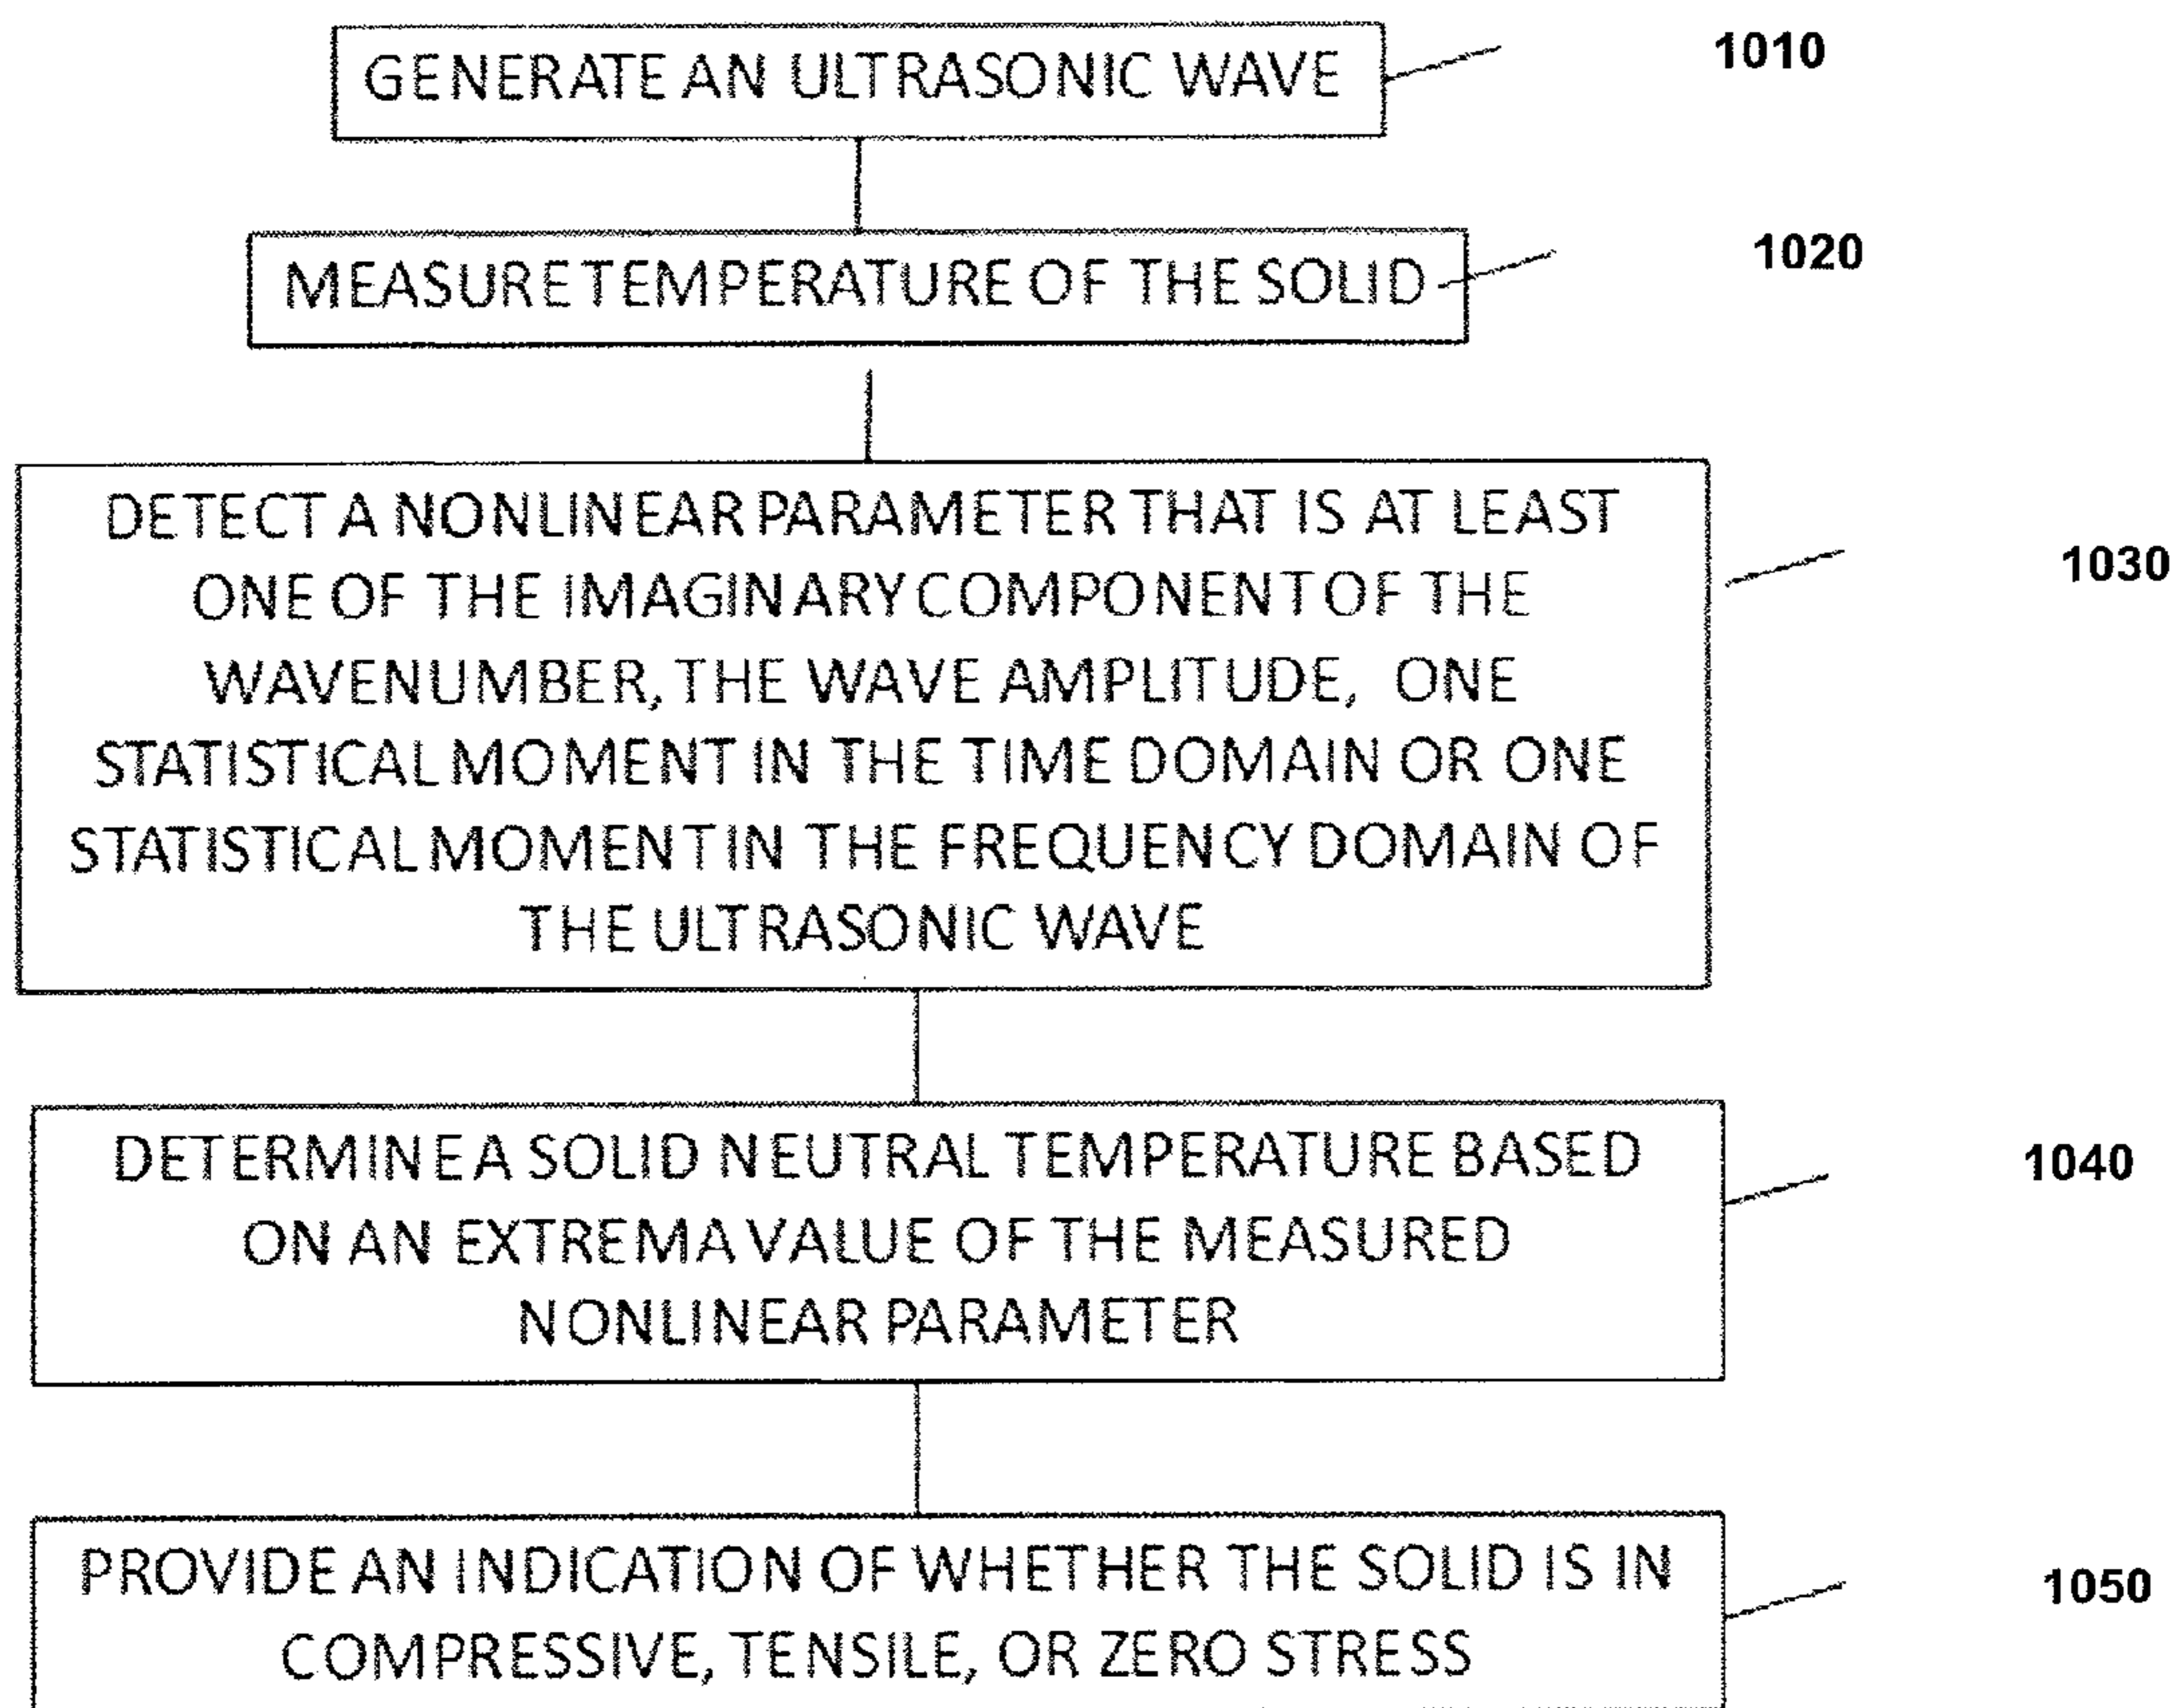 GENERATE AN ULTRASONIC WAVE
1010
MEASURE TEMPERATURE OF THE SOLID
1020
DETECT A NONLINEAR PARAMETER THAT IS AT LEAST
ONE OF THE IMAGINARY COMPONENT OF THE
WAVENUMBER, THE WAVE AMPLITUDE, ONE
STATISTICAL MOMENT IN THE TIME DOMAIN OR ONE
STATISTICAL MOMENT IN THE FREQUENCY DOMAIN OF
THE ULTRASONIC WAVE
1030
DETERMINE A SOLID NEUTRAL TEMPERATURE BASED
ON AN EXTREMA VALUE OF THE MEASURED
NONLINEAR PARAMETER
1040
PROVIDE AN INDICATION OF WHETHER THE SOLID IS IN
COMPRESSIVE, TENSILE, OR ZERO STRESS
1050